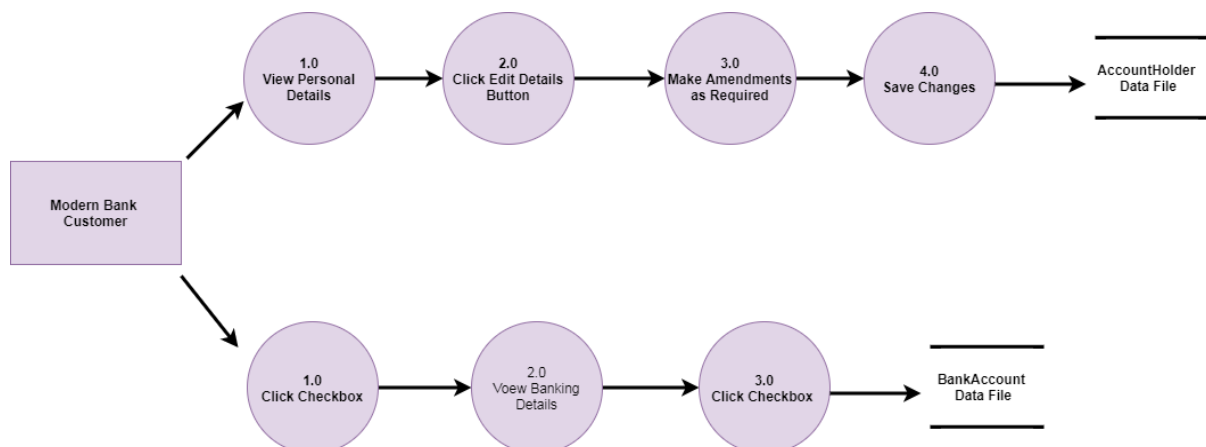 1.0
View Personal
Details
2.0
Click Edit Details
Button
3.0
Make Amendments
as Required
4.0
Save Changes
AccountHolder
Data File
Modern Bank
Customer
1.0
Click Checkbox
2.0
Voew Banking
Details
3.0
Click Checkbox
BankAccount
Data File